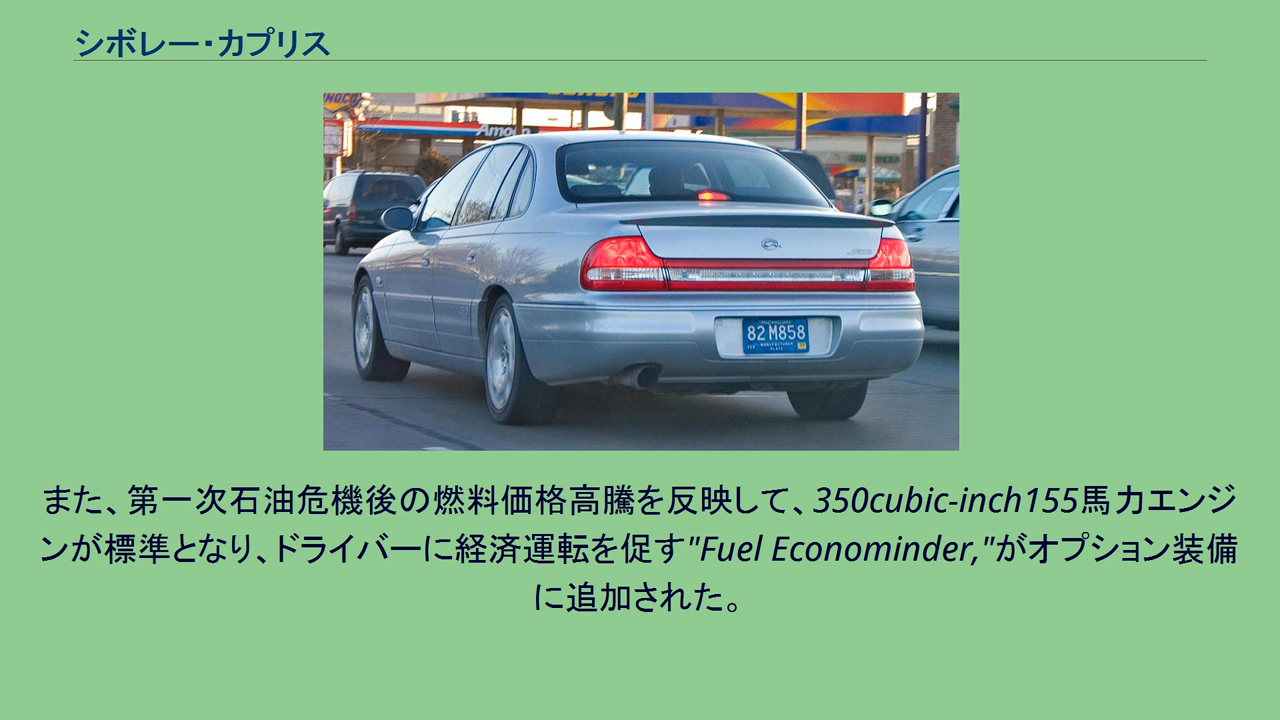 シボレー・カプリス
SUNOCO
Amoco
MICHIGAN
82 M858
MANUFACTURER
PLATE
また、第一次石油危機後の燃料価格高騰を反映して、350cubic-inch155馬力エンジ
ンが標準となり、ドライバーに経済運転を促す"Fuel Econominder,"がオプション装備
に追加された。